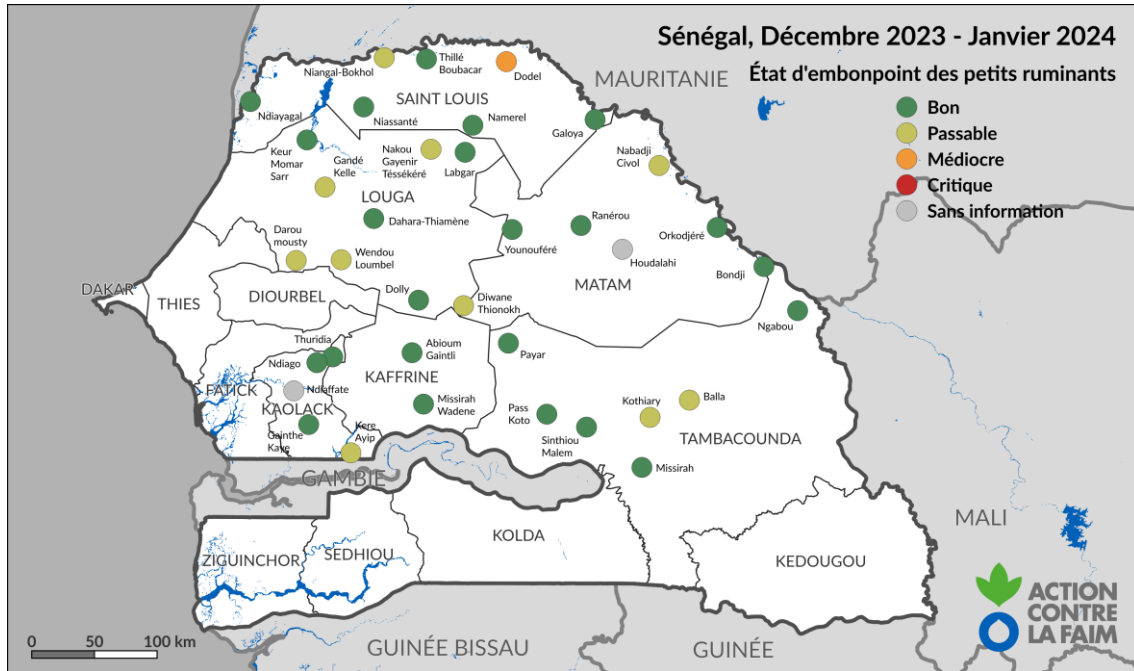 Sénégal, Décembre 2023 - Janvier 2024
État d'embonpoint des petits ruminants
Bon
Passable
Médiocre
Critique
Sans information
MAURITANIE
Niangal-Bokhol
Thillé
Boubacar
Dodel
SAINT LOUIS
Ndiayagal
Niassanté
Namerel
Galoya
Keur
Momar
Sarr
Gandé
Kelle
Nakou
Gayenir
Téssékéré
Labgar
Nabadji
Civol
LOUGA
Dahara-Thiamène
Ranérou
Orkodjéré
Younouféré
Houdalahi
Darou
mousty
Wendou
Loumbel
Bondji
MATAM
DAKAR
THIES
DIOURBEL
Dolly
Diwane
Thionokh
Ngabou
Thuridia
Ndiago
Abioum
Gaintli
Payar
KAFFRINE
FATICK
Ndiaffate
KAOLACK
Missirah
Wadene
Pass
Koto
Kothiary
Balla
Gainthe
Kaye
Kere
Ayip
Sinthiou
Malem
TAMBACOUNDA
Missirah
GAMBIE
MALI
KOLDA
ZIGUINCHOR
SEDHIOU
KEDOUGOU
GUINÉE BISSAU
GUINÉE
0 50 100 km
ACTION
CONTRE
LA FAIM